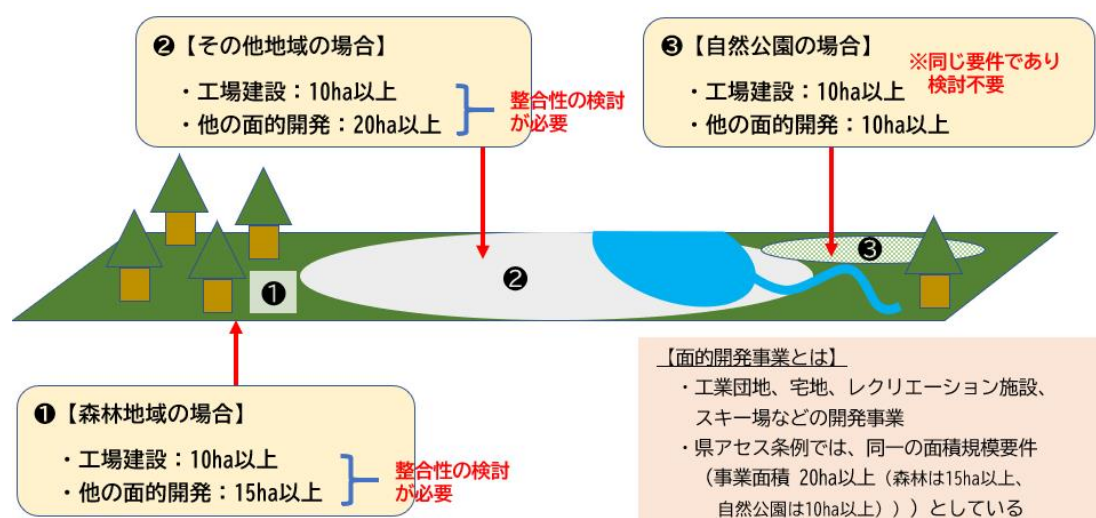 ❷【その他地域の場合】
・工場建設：10ha以上
・他の面的開発：20ha以上
整合性の検討
が必要
❸【自然公園の場合】
※同じ要件であり
検討不要
・工場建設：10ha以上
・他の面的開発：10ha以上
❶
❷
❸
❶【森林地域の場合】
・工場建設：10ha以上
・他の面的開発：15ha以上
整合性の検討
が必要
【面的開発事業とは】
・工業団地、宅地、レクリエーション施設、
スキー場などの開発事業
・県アセス条例では、同一の面積規模要件
（事業面積 20ha以上（森林は15ha以上、
自然公園は10ha以上）））としている